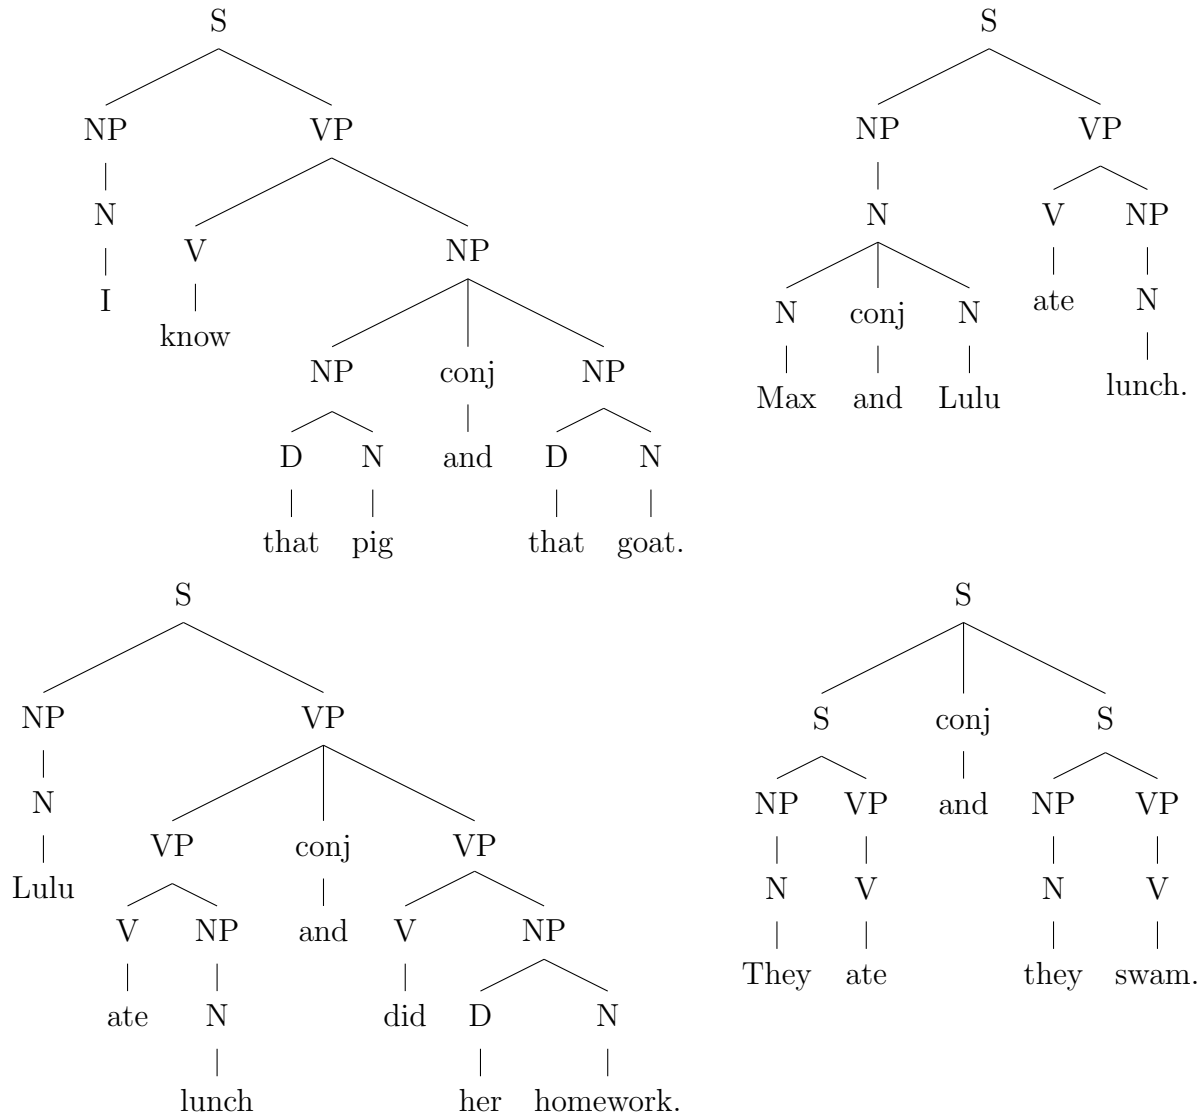 S
NP VP
N
I
V NP
know
NP conj NP
D N and D N
that pig that goat.
S
NP VP
N V NP
N conj N ate N
Max and Lulu lunch.
S
NP VP
N
Lulu
VP conj VP
V NP and V NP
ate N did D N
lunch her homework.
S
S conj S
NP VP and NP VP
N V N V
They ate they swam.